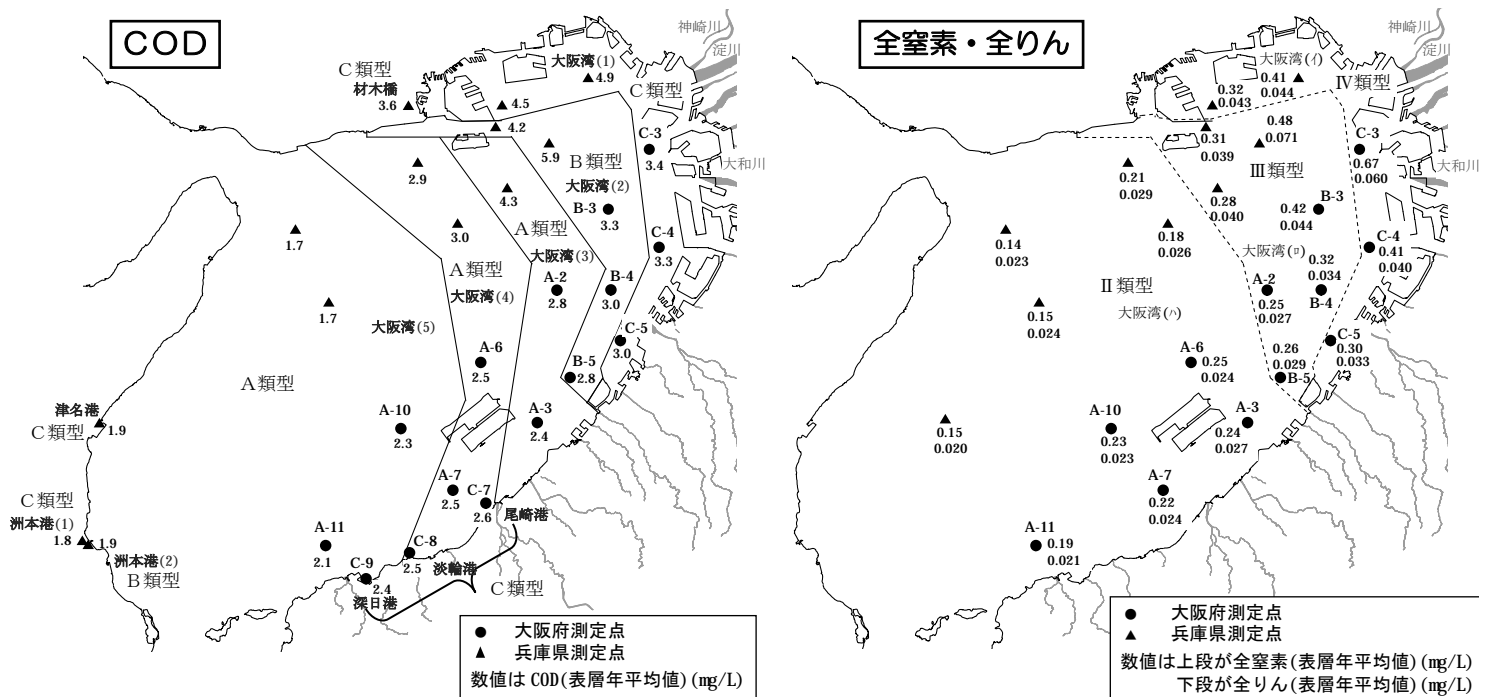 COD
神崎川
淀川
大阪湾(1)
4.9
C類型
C類型
材木橋
3.6
4.5
4.2
C-3
3.4
5.9
B類型
大阪湾(2)
2.9
4.3
B-3
3.3
大和川
1.7
3.0
A類型
大阪湾(3)
C-4
3.3
A類型
大阪湾(4)
A-2
2.8
B-4
3.0
1.7
大阪湾(5)
C-5
3.0
A-6
2.5
B-5
2.8
A類型
津名港
1.9
C類型
A-10
2.3
A-3
2.4
A-7
2.5
C-7
2.6
尾崎港
C類型
洲本港(1)
1.8
1.9
洲本港(2)
B類型
A-11
2.1
C-8
2.5
淡輪港
C-9
2.4
深日港
C類型
● 大阪府測定点
▲ 兵庫県測定点
数値は COD(表層年平均値)(mg/L)
全窒素・全りん
神崎川
淀川
大阪湾(イ)
0.41
0.044
Ⅳ類型
0.32
0.043
0.48
0.071
0.31
0.039
C-3
0.67
0.060
大和川
Ⅲ類型
0.21
0.029
0.28
0.040
B-3
0.42
0.044
0.14
0.023
0.18
0.026
大阪湾(ロ)
C-4
0.41
0.040
0.32
0.034
B-4
Ⅱ類型
大阪湾(ハ)
A-2
0.25
0.027
0.15
0.024
C-5
0.30
0.033
A-6
0.25
0.024
0.26
0.029
B-5
0.15
0.020
A-10
0.23
0.023
A-3
0.24
0.027
A-7
0.22
0.024
A-11
0.19
0.021
● 大阪府測定点
▲ 兵庫県測定点
数値は上段が全窒素(表層年平均値)(mg/L)
下段が全りん(表層年平均値)(mg/L)